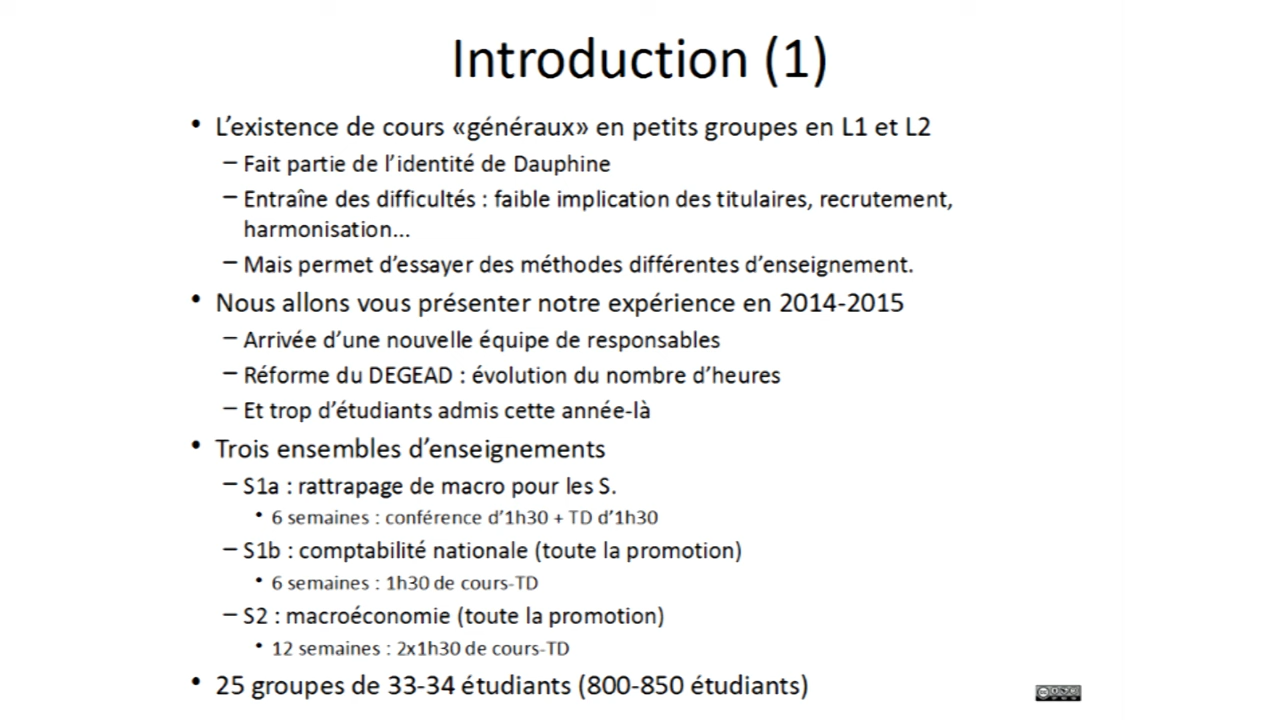 Introduction (1)
• L’existence de cours «généraux» en petits groupes en L1 et L2
– Fait partie de l’identité de Dauphine
– Entraîne des difficultés : faible implication des titulaires, recrutement,
harmonisation...
– Mais permet d’essayer des méthodes différentes d’enseignement.
• Nous allons vous présenter notre expérience en 2014-2015
– Arrivée d’une nouvelle équipe de responsables
– Réforme du DEGEAD : évolution du nombre d’heures
– Et trop d’étudiants admis cette année-là
• Trois ensembles d’enseignements
– S1a : rattrapage de macro pour les S.
• 6 semaines : conférence d’1h30 + TD d’1h30
– S1b : comptabilité nationale (toute la promotion)
• 6 semaines : 1h30 de cours-TD
– S2 : macroéconomie (toute la promotion)
• 12 semaines : 2x1h30 de cours-TD
• 25 groupes de 33-34 étudiants (800-850 étudiants)